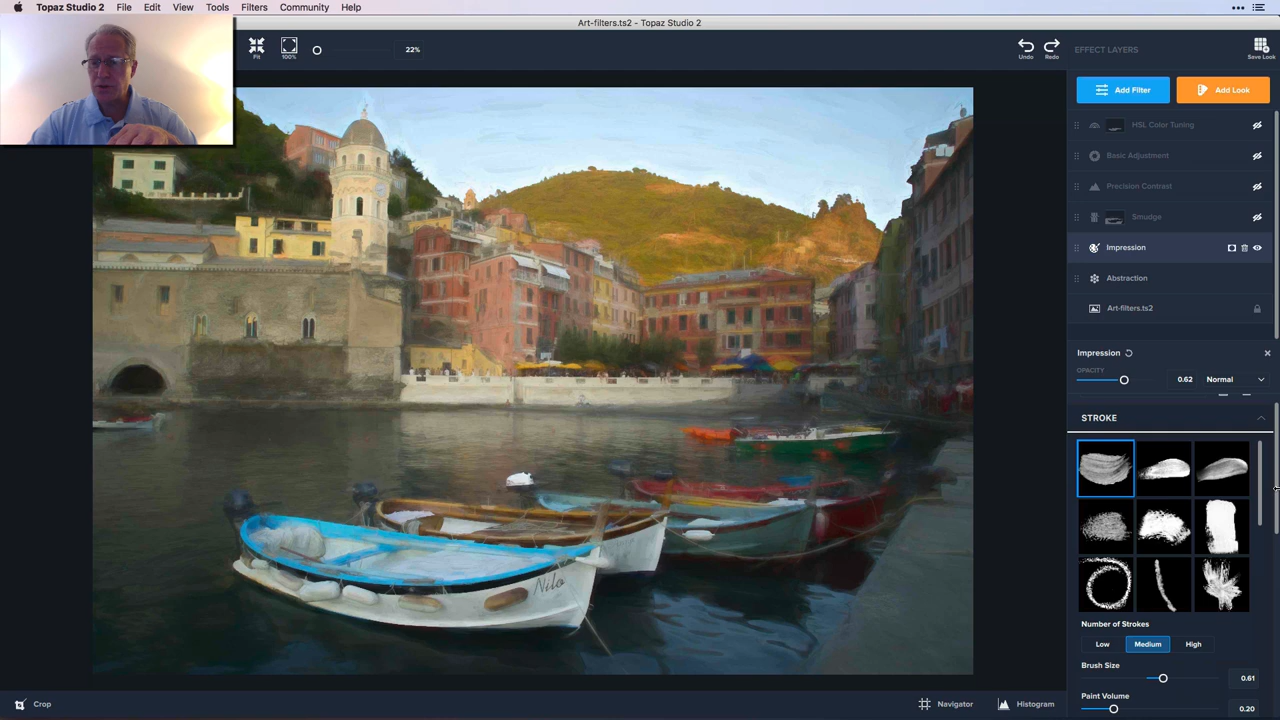 Topaz Studio 2 File Edit View Tools Filters Community Help
Art-filters.ts2 - Topaz Studio 2
Fit 100% 22% Undo Redo EFFECT LAYERS Save Look
Add Filter Add Look
HSL Color Tuning
Basic Adjustment
Precision Contrast
Smudge
Impression
Abstraction
Art-filters.ts2
Impression
OPACITY
0.62 Normal
STROKE
Nilo
Number of Strokes
Low Medium High
Brush Size
0.61
Paint Volume
0.20
Crop Navigator Histogram